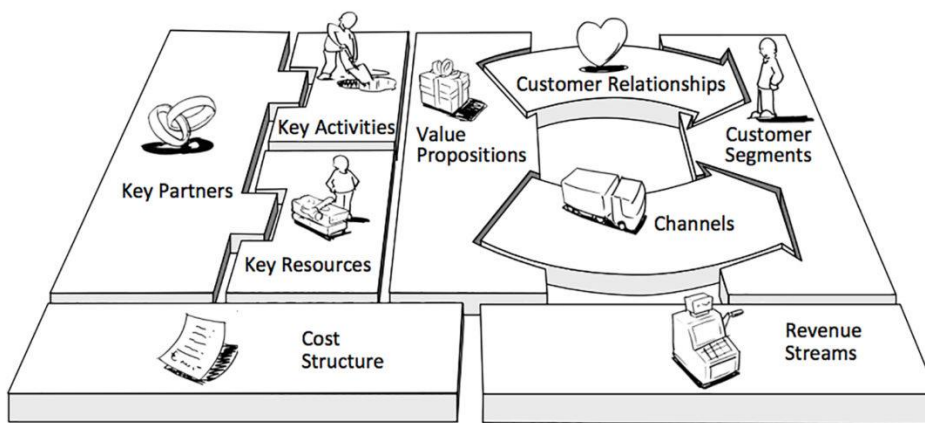 Key Partners
Key Activities
Key Resources
Value
Propositions
Customer Relationships
Channels
Customer
Segments
Cost
Structure
Revenue
Streams